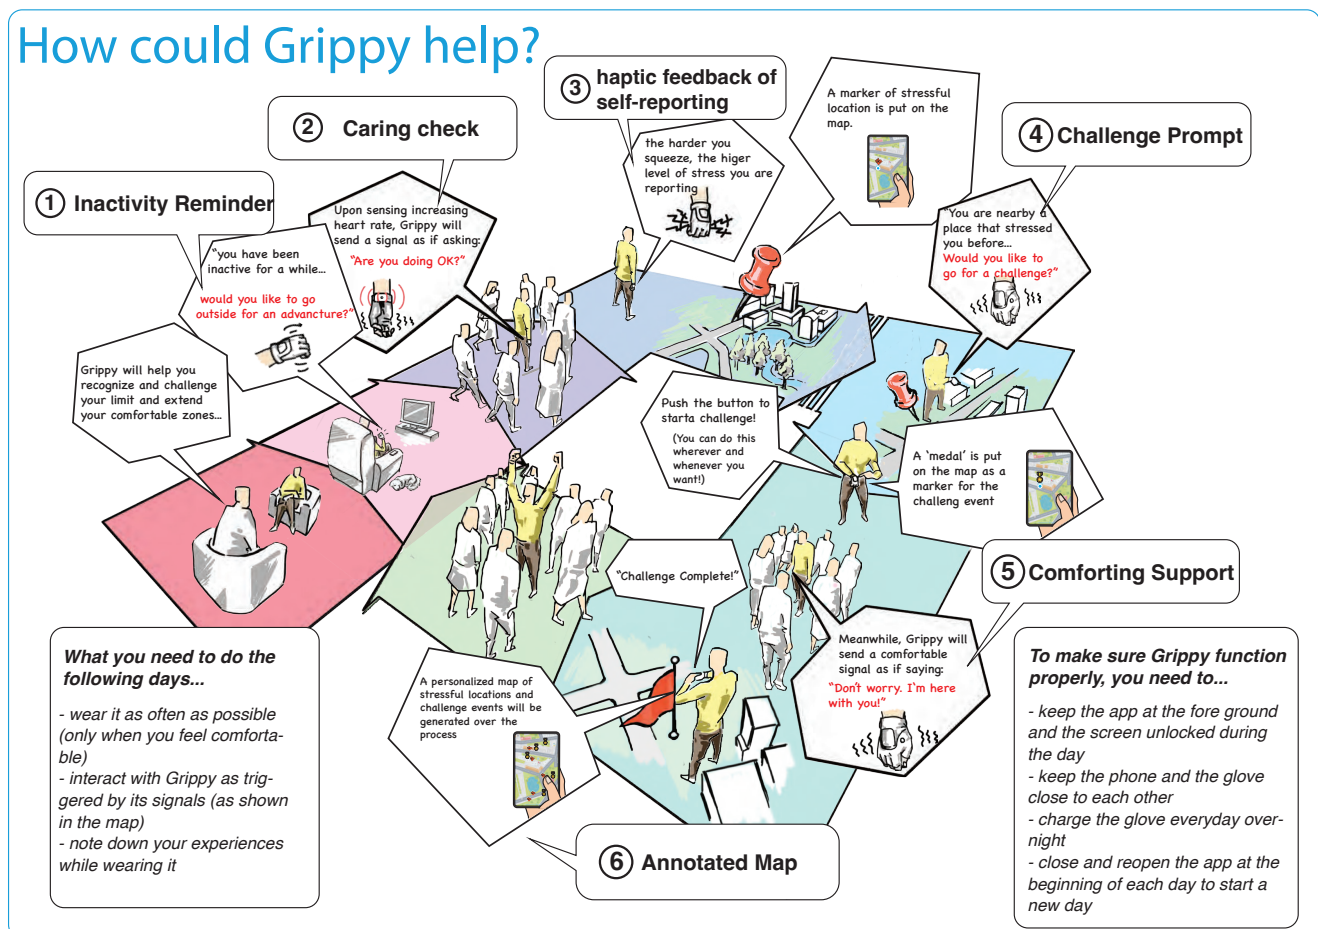 How could Grippy help?
1 Inactivity Reminder
2 Caring check
3 haptic feedback of
self-reporting
4 Challenge Prompt
Grippy will help you
recognize and challenge
your limit and extend
your comfortable zones...
"you have been
inactive for a while...
would you like to go
outside for an advancture?"
Upon sensing increasing
heart rate, Grippy will
send a signal as if asking:
"Are you doing OK?"
the harder you
squeeze, the higer
level of stress you are
reporting
A marker of stressful
location is put on the
map.
"You are nearby a
place that stressed
you before...
Would you like to
go for a challenge?"
Push the button to
starta challenge!
(You can do this
wherever and
whenever you
want!)
A 'medal' is put
on the map as a
marker for the
challeng event
5 Comforting Support
Meanwhile, Grippy will
send a comfortable
signal as if saying:
"Don't worry. I'm here
with you!"
"Challenge Complete!"
A personalized map of
stressful locations and
challenge events will be
generated over the
process
6 Annotated Map
What you need to do the
following days...
- wear it as often as possible
(only when you feel comforta-
ble)
- interact with Grippy as trig-
gered by its signals (as shown
in the map)
- note down your experiences
while wearing it
To make sure Grippy function
properly, you need to...
- keep the app at the fore ground
and the screen unlocked during
the day
- keep the phone and the glove
close to each other
- charge the glove everyday over-
night
- close and reopen the app at the
beginning of each day to start a
new day